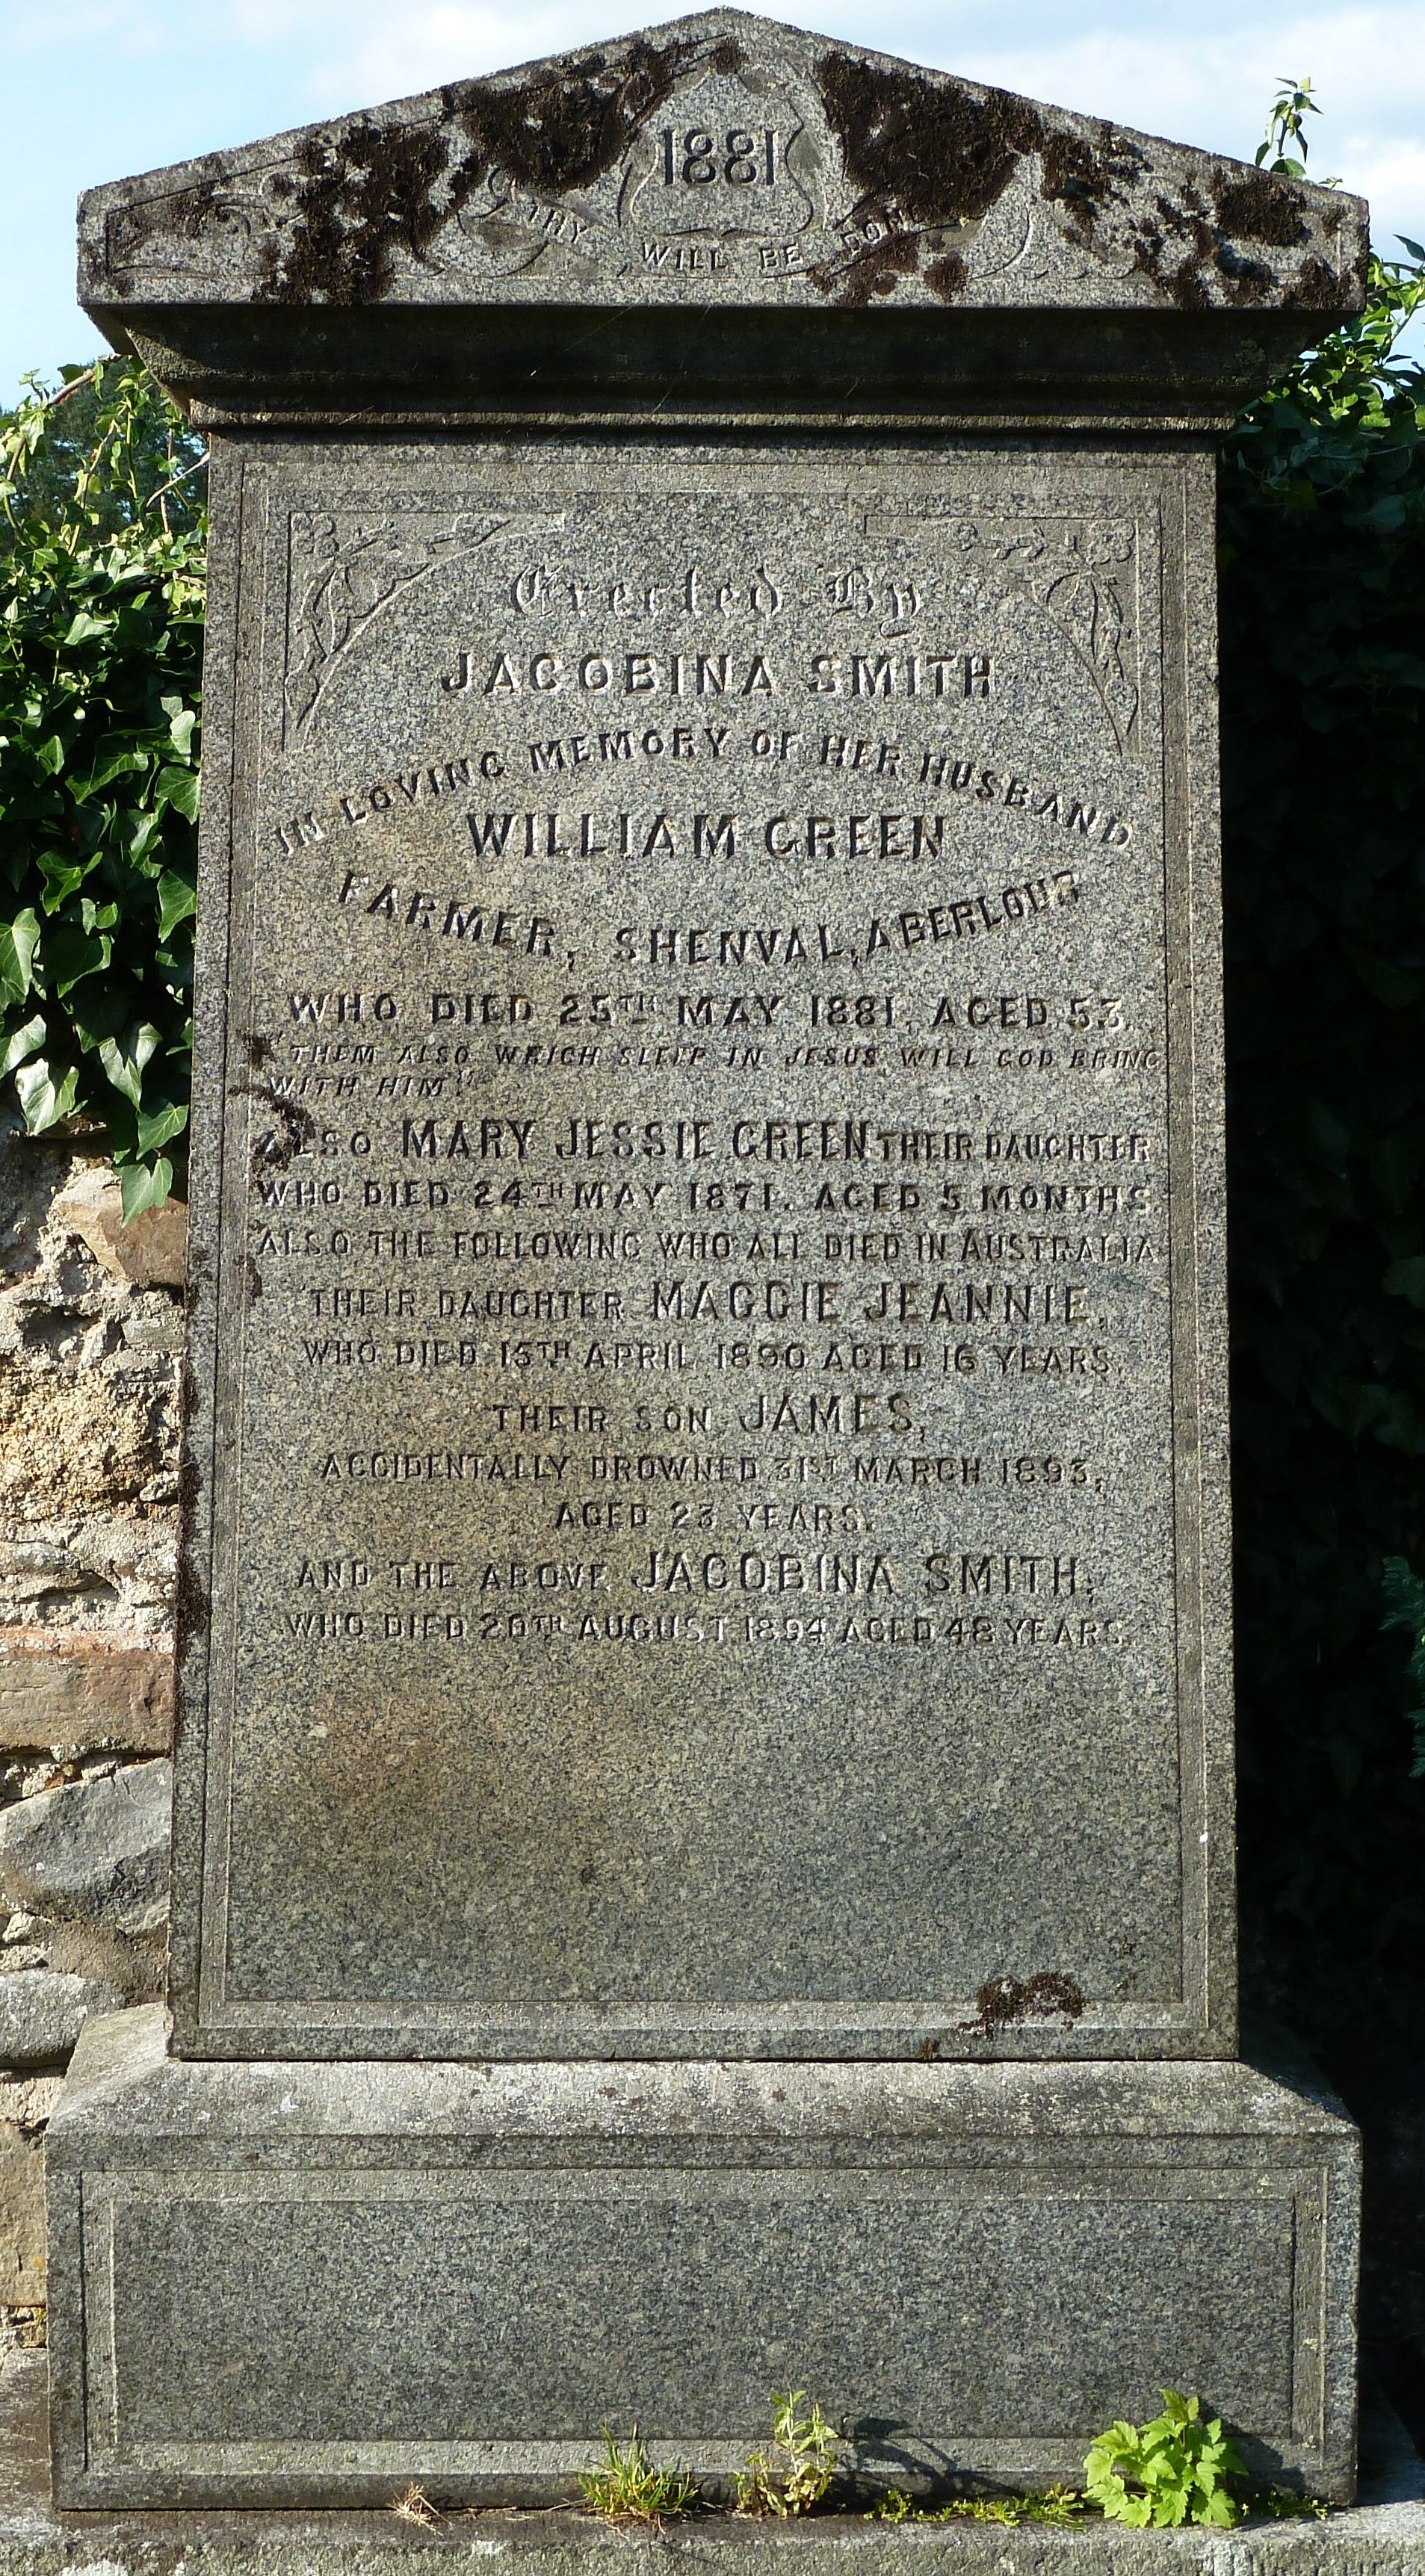 1881
THY WILL BE DONE
Erected By
JACOBINA SMITH
IN LOVING MEMORY OF HER HUSBAND
WILLIAM GREEN
FARMER, SHENVAL, ABERLOUR
WHO DIED 25TH MAY 1881, AGED 53.
"THEM ALSO WHICH SLEEP IN JESUS WILL GOD BRING
WITH HIM"
ALSO MARY JESSIE GREEN THEIR DAUGHTER
WHO DIED 24TH MAY 1871. AGED 5 MONTHS.
ALSO THE FOLLOWING WHO ALL DIED IN AUSTRALIA
THEIR DAUGHTER MAGGIE JEANNIE,
WHO DIED 15TH APRIL 1890 AGED 16 YEARS.
THEIR SON JAMES,
ACCIDENTALLY DROWNED 31ST MARCH 1893,
AGED 23 YEARS.
AND THE ABOVE JACOBINA SMITH,
WHO DIED 20TH AUGUST 1894 AGED 48 YEARS.